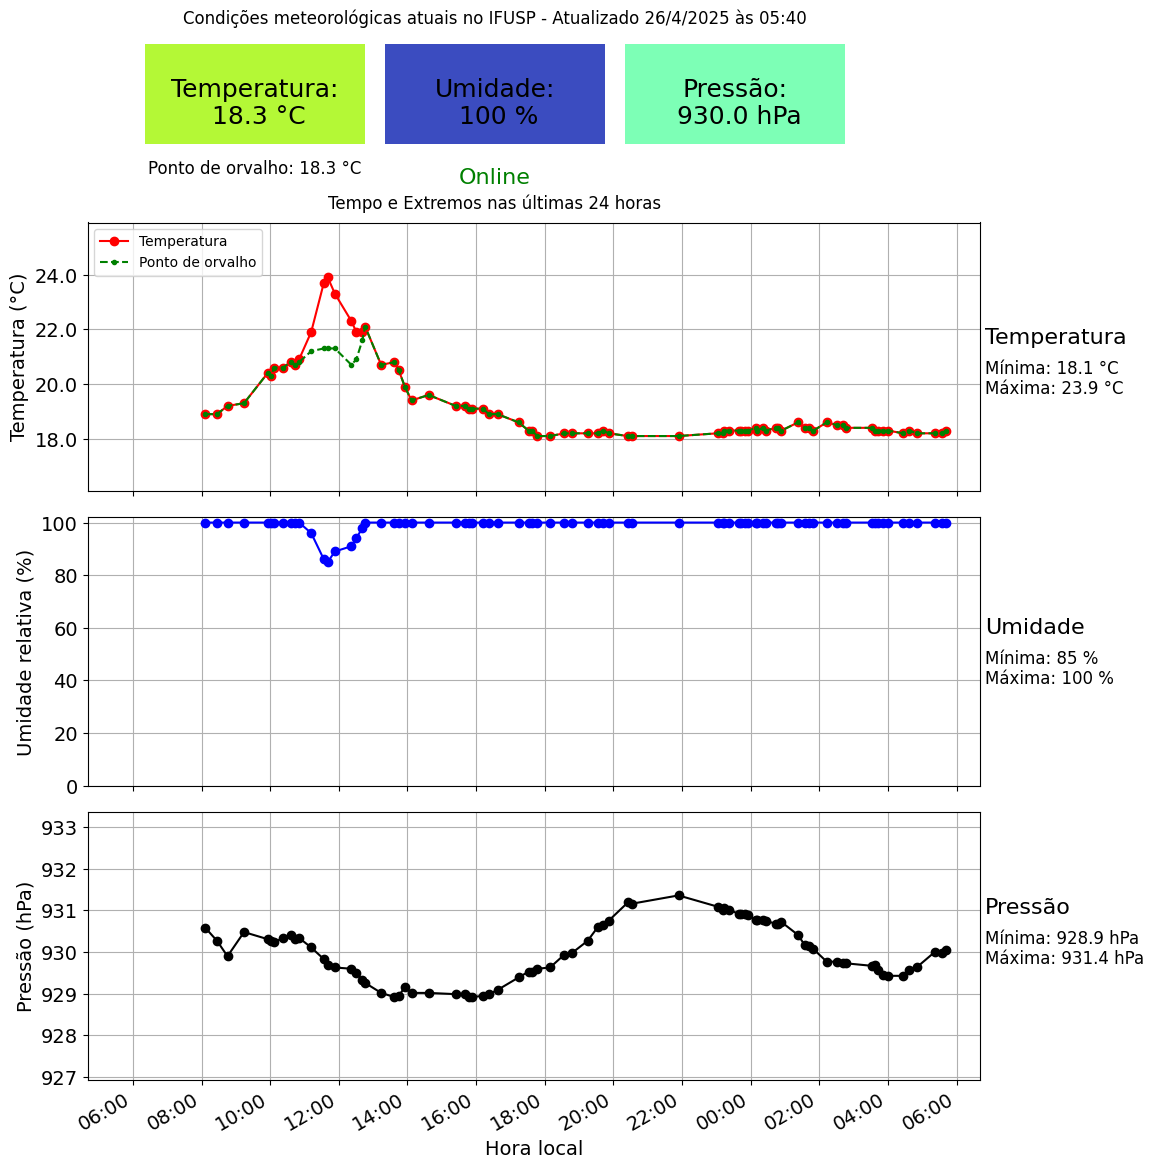 Condições meteorológicas atuais no IFUSP - Atualizado 26/4/2025 às 05:40
Temperatura:
18.3 °C
Umidade:
100 %
Pressão:
930.0 hPa
Ponto de orvalho: 18.3 °C
Online
Tempo e Extremos nas últimas 24 horas
Temperatura
Ponto de orvalho
Temperatura (°C)
24.0
22.0
20.0
18.0
Temperatura
Mínima: 18.1 °C
Máxima: 23.9 °C
Umidade relativa (%)
100
80
60
40
20
0
Umidade
Mínima: 85 %
Máxima: 100 %
Pressão (hPa)
933
932
931
930
929
928
927
Pressão
Mínima: 928.9 hPa
Máxima: 931.4 hPa
06:00 08:00 10:00 12:00 14:00 16:00 18:00 20:00 22:00 00:00 02:00 04:00 06:00
Hora local